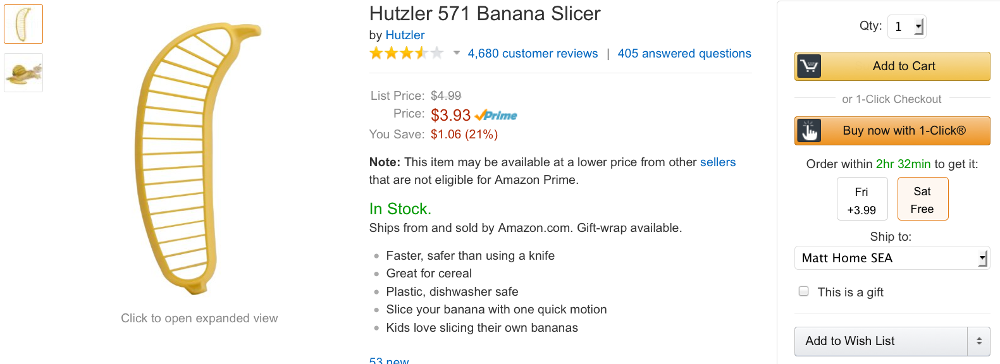 Hutzler 571 Banana Slicer
by Hutzler
4,680 customer reviews | 405 answered questions
List Price: $4.99
Price: $3.93 Prime
You Save: $1.06 (21%)
Note: This item may be available at a lower price from other sellers
that are not eligible for Amazon Prime.
In Stock.
Ships from and sold by Amazon.com. Gift-wrap available.
Faster, safer than using a knife
Great for cereal
Plastic, dishwasher safe
Slice your banana with one quick motion
Kids love slicing their own bananas
53 new
Click to open expanded view
Qty: 1
Add to Cart
or 1-Click Checkout
Buy now with 1-Click®
Order within 2hr 32min to get it:
Fri
+3.99
Sat
Free
Ship to:
Matt Home SEA
This is a gift
Add to Wish List